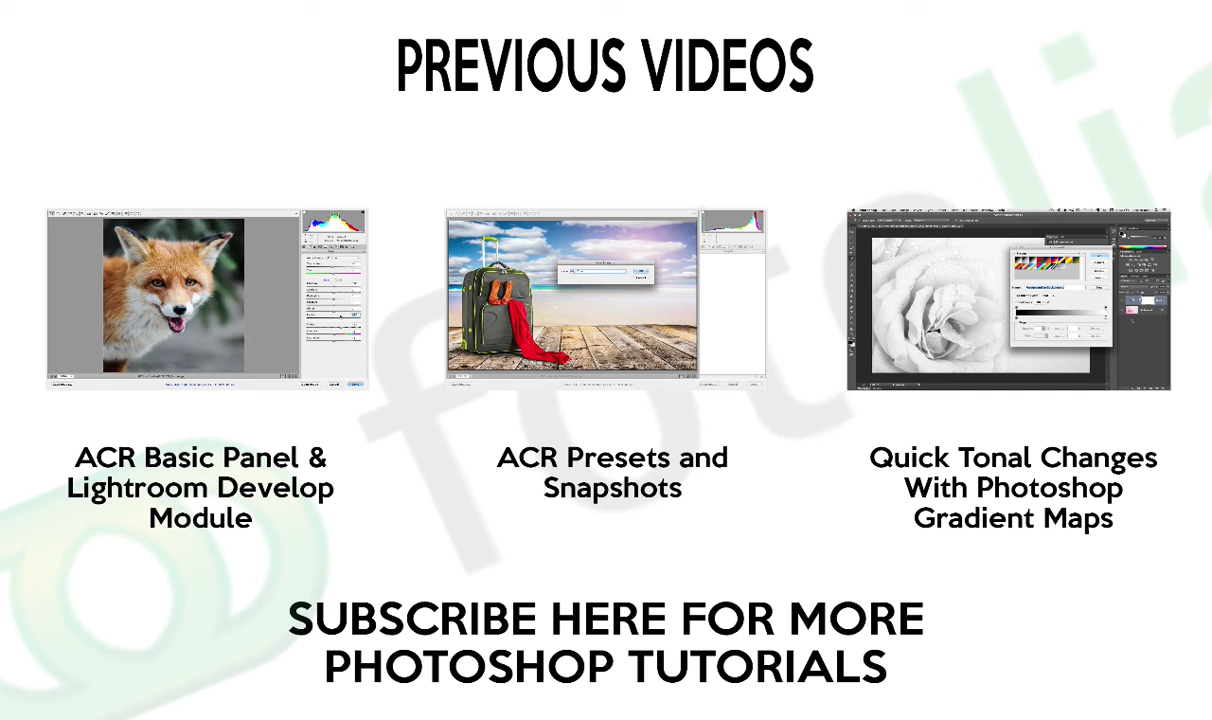 PREVIOUS VIDEOS
ACR Basic Panel &
Lightroom Develop
Module
ACR Presets and
Snapshots
Quick Tonal Changes
With Photoshop
Gradient Maps
SUBSCRIBE HERE FOR MORE
PHOTOSHOP TUTORIALS
fotolia